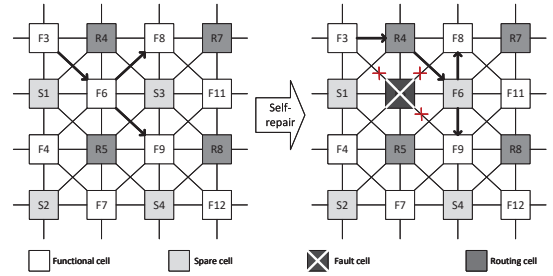 F3 R4 F8 R7
S1 F6 S3 F11
F4 R5 F9 R8
S2 F7 S4 F12
Self-
repair
F3 R4 F8 R7
S1 F6 F11
F4 R5 F9 R8
S2 F7 S4 F12
Functional cell Spare cell Fault cell Routing cell